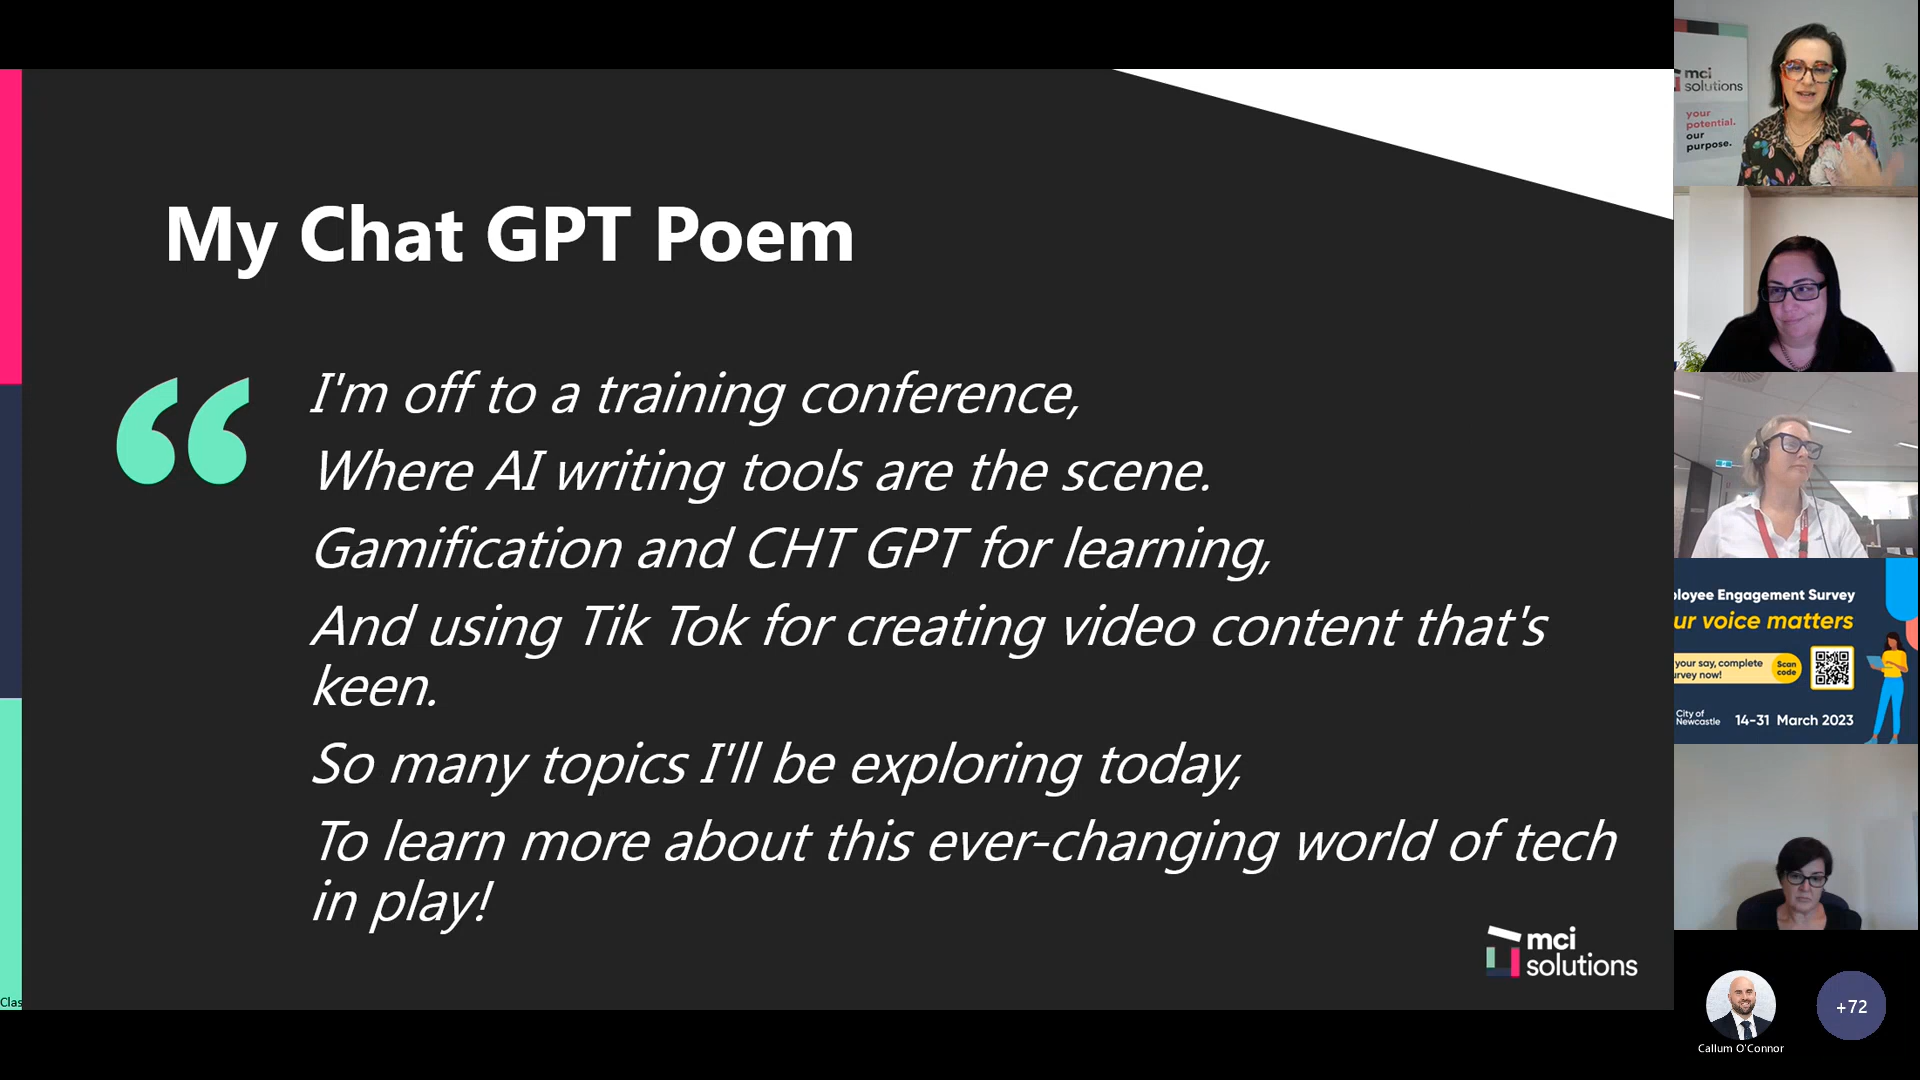 My Chat GPT Poem
“
I'm off to a training conference,
Where AI writing tools are the scene.
Gamification and CHT GPT for learning,
And using Tik Tok for creating video content that's
keen.
So many topics I'll be exploring today,
To learn more about this ever-changing world of tech
in play!
mci
solutions
Clas
mci
solutions
your
potential.
our
purpose.
ployee Engagement Survey
ur voice matters
your say, complete
urvey now!
Scan
code
City of
Newcastle
14-31 March 2023
Callum O'Connor
+72